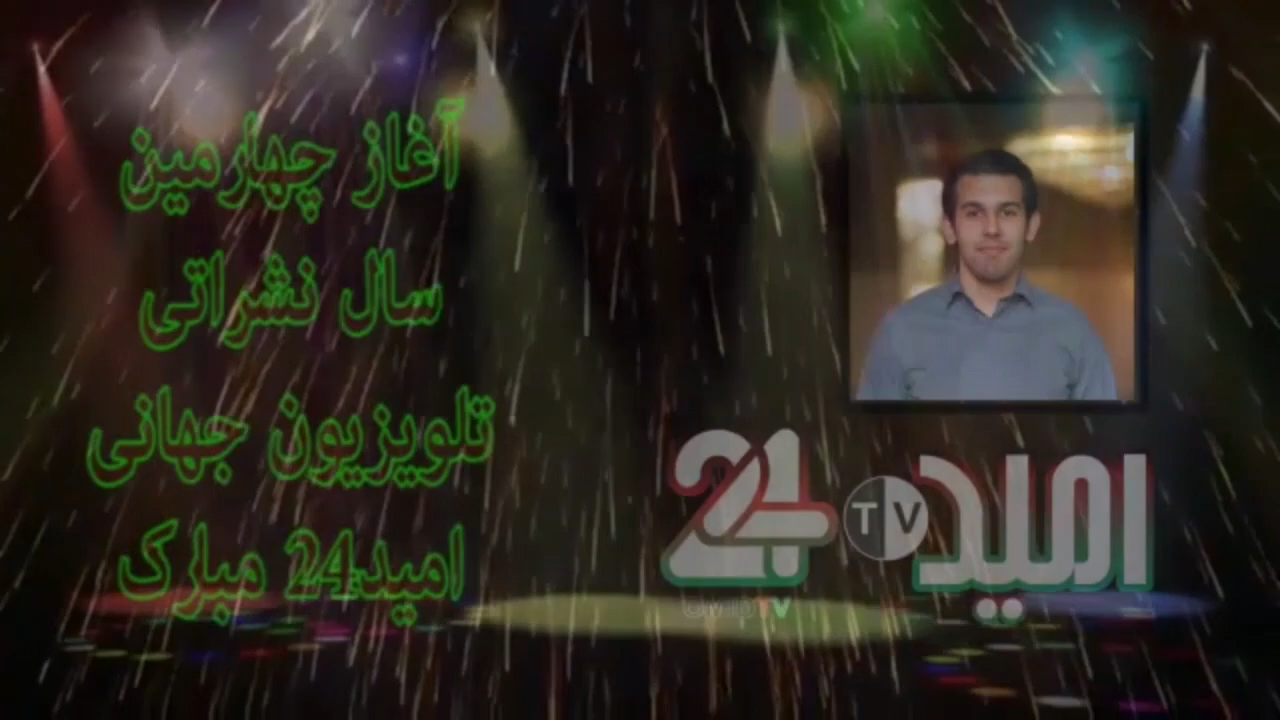 آغاز چهارمین
سال نشراتی
تلویزیون جهانی
امید24 مبارک
امید TV 24